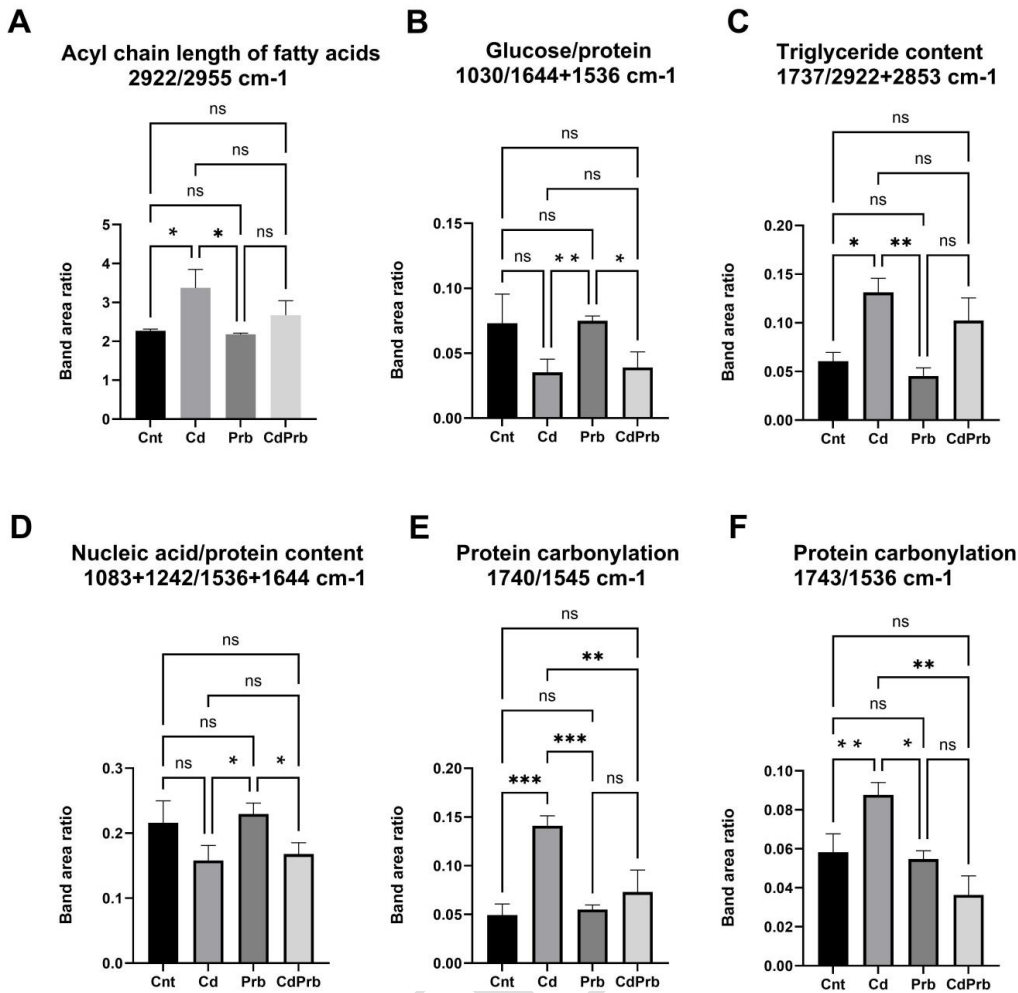 A
Acyl chain length of fatty acids
2922/2955 cm-1
ns
ns
ns
*
*
ns
5
4
3
2
1
0
Band area ratio
Cnt Cd Prb CdPrb
B
Glucose/protein
1030/1644+1536 cm-1
ns
ns
ns
ns
**
*
0.15
0.10
0.05
0.00
Band area ratio
Cnt Cd Prb CdPrb
C
Triglyceride content
1737/2922+2853 cm-1
ns
ns
ns
*
**
ns
0.20
0.15
0.10
0.05
0.00
Band area ratio
Cnt Cd Prb CdPrb
D
Nucleic acid/protein content
1083+1242/1536+1644 cm-1
ns
ns
ns
ns
*
*
0.3
0.2
0.1
0.0
Band area ratio
Cnt Cd Prb CdPrb
E
Protein carbonylation
1740/1545 cm-1
ns
**
ns
***
***
ns
0.20
0.15
0.10
0.05
0.00
Band area ratio
Cnt Cd Prb CdPrb
F
Protein carbonylation
1743/1536 cm-1
ns
**
ns
**
*
ns
0.10
0.08
0.06
0.04
0.02
0.00
Band area ratio
Cnt Cd Prb CdPrb